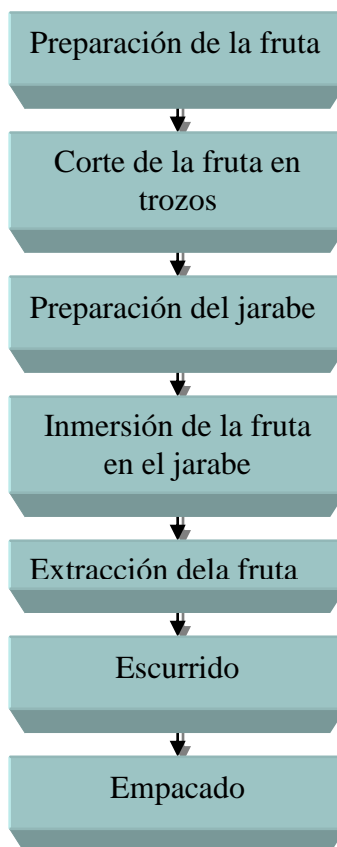 Preparación de la fruta
Corte de la fruta en
trozos
Preparación del jarabe
Inmersión de la fruta
en el jarabe
Extracción dela fruta
Escurrido
Empacado